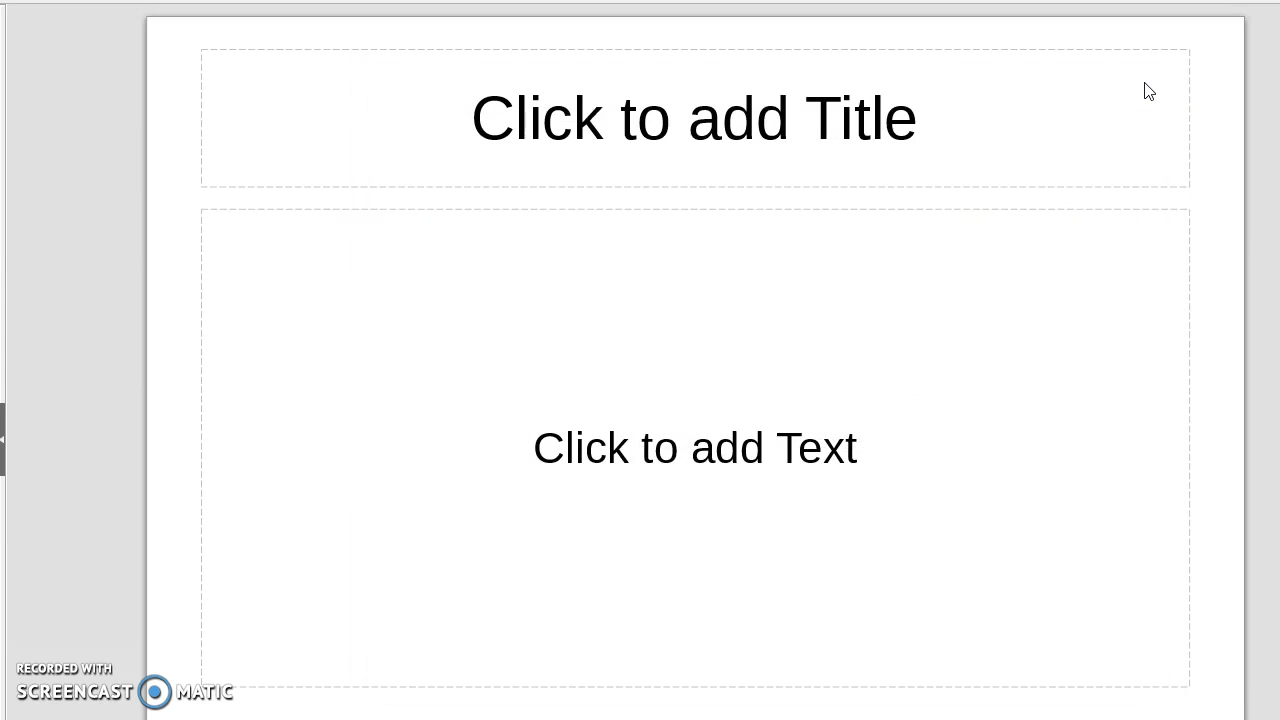 Click to add Title
Click to add Text
RECORDED WITH
SCREENCAST MATIC